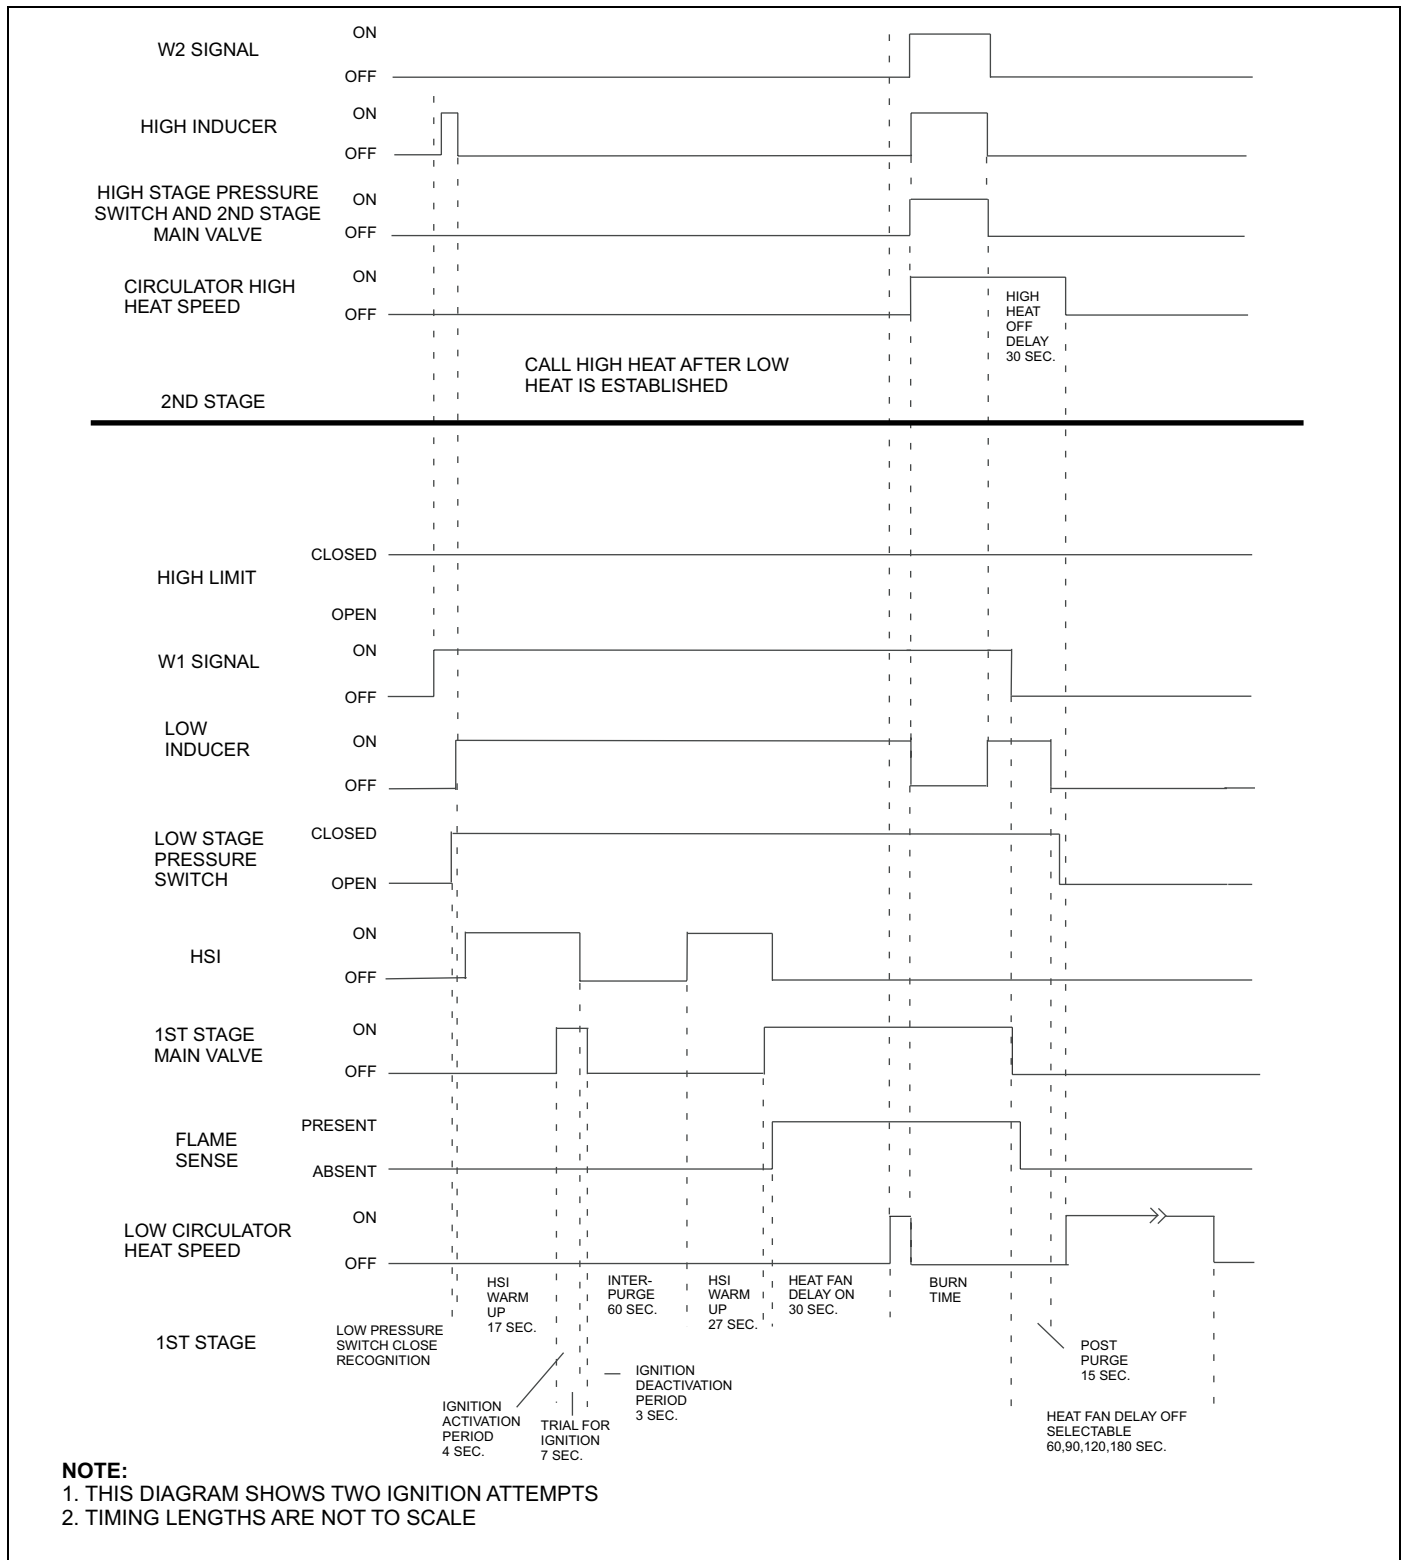 W2 SIGNAL
ON
OFF
HIGH INDUCER
ON
OFF
HIGH STAGE PRESSURE
SWITCH AND 2ND STAGE
MAIN VALVE
ON
OFF
CIRCULATOR HIGH
HEAT SPEED
ON
OFF
HIGH
HEAT
OFF
DELAY
30 SEC.
CALL HIGH HEAT AFTER LOW
HEAT IS ESTABLISHED
2ND STAGE
HIGH LIMIT
CLOSED
OPEN
W1 SIGNAL
ON
OFF
LOW
INDUCER
ON
OFF
LOW STAGE
PRESSURE
SWITCH
CLOSED
OPEN
HSI
ON
OFF
1ST STAGE
MAIN VALVE
ON
OFF
FLAME
SENSE
PRESENT
ABSENT
LOW CIRCULATOR
HEAT SPEED
ON
OFF
HSI
WARM
UP
17 SEC.
INTER-
PURGE
60 SEC.
HSI
WARM
UP
27 SEC.
HEAT FAN
DELAY ON
30 SEC.
BURN
TIME
1ST STAGE
LOW PRESSURE
SWITCH CLOSE
RECOGNITION
POST
PURGE
15 SEC.
IGNITION
ACTIVATION
PERIOD
4 SEC.
TRIAL FOR
IGNITION
7 SEC.
IGNITION
DEACTIVATION
PERIOD
3 SEC.
HEAT FAN DELAY OFF
SELECTABLE
60,90,120,180 SEC.
NOTE:
1. THIS DIAGRAM SHOWS TWO IGNITION ATTEMPTS
2. TIMING LENGTHS ARE NOT TO SCALE